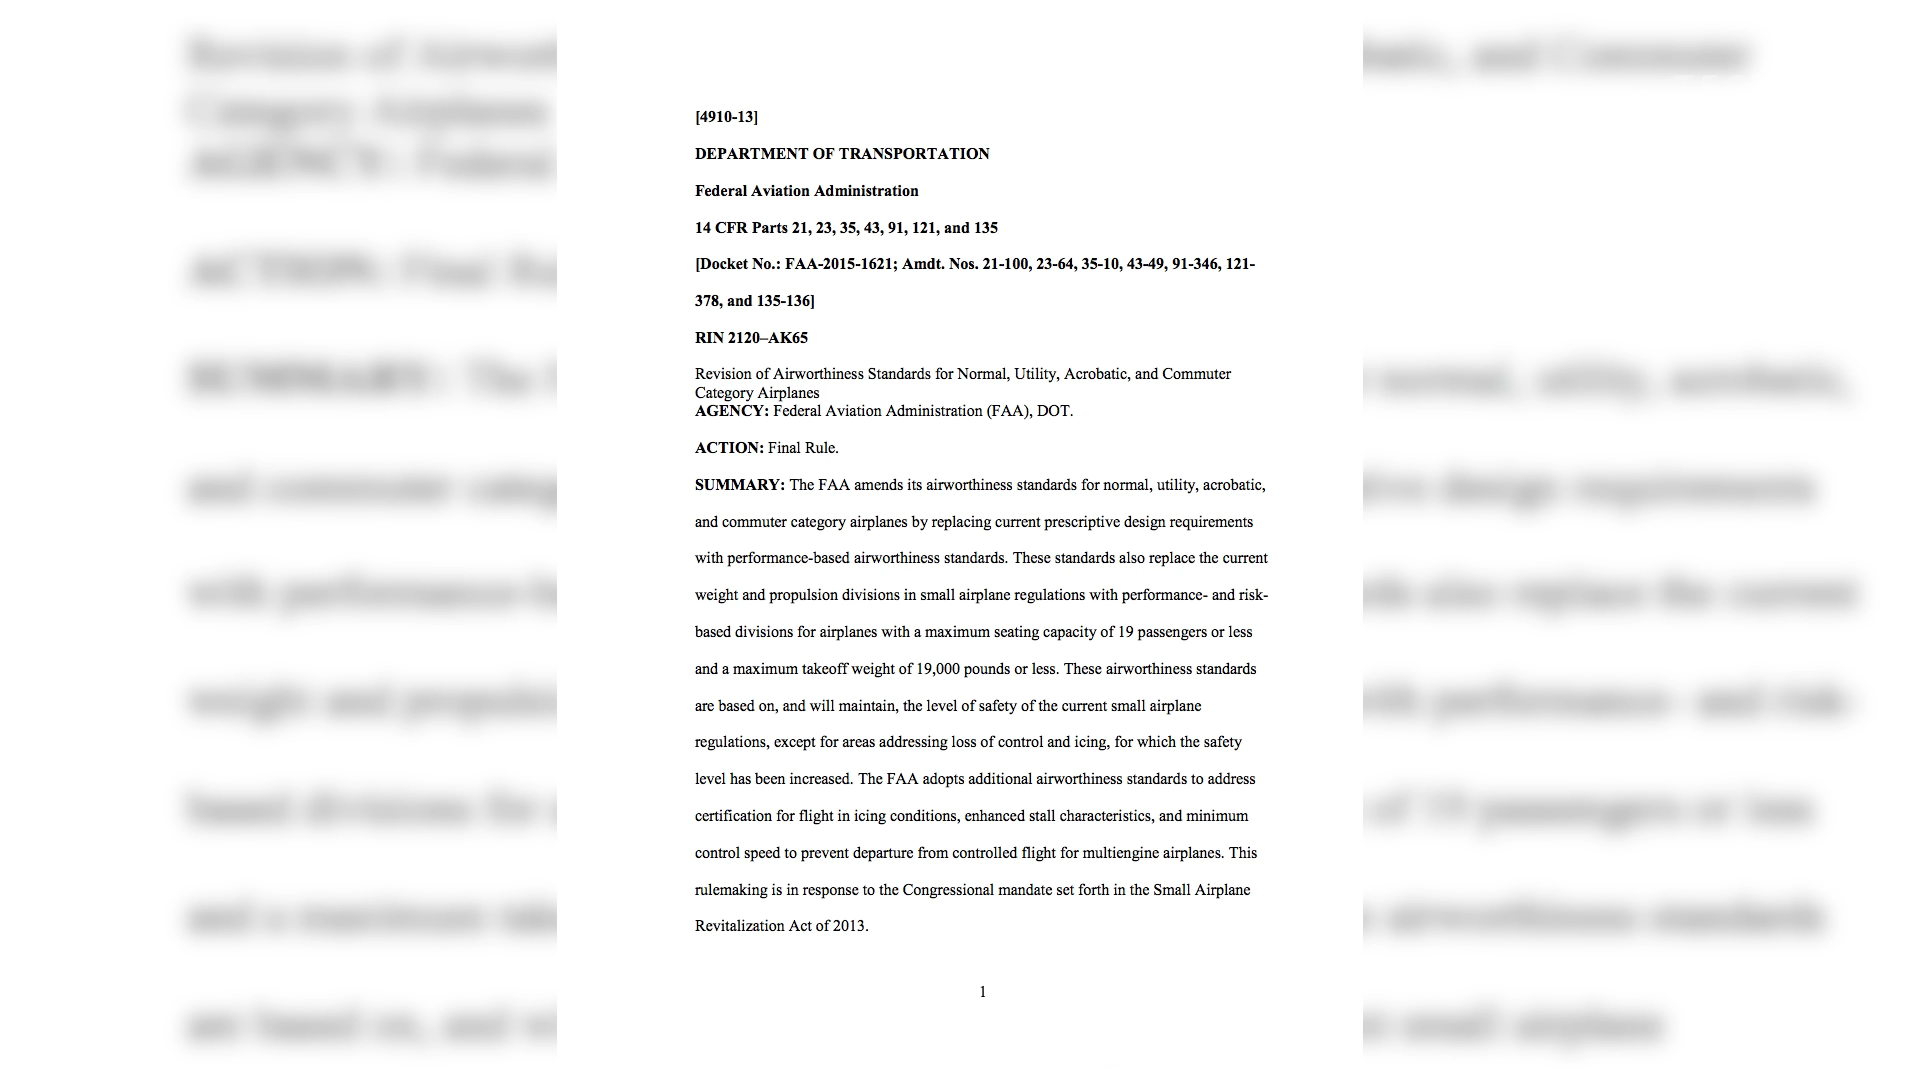 [4910-13]
DEPARTMENT OF TRANSPORTATION
Federal Aviation Administration
14 CFR Parts 21, 23, 35, 43, 91, 121, and 135
[Docket No.: FAA-2015-1621; Amdt. Nos. 21-100, 23-64, 35-10, 43-49, 91-346, 121-
378, and 135-136]
RIN 2120–AK65
Revision of Airworthiness Standards for Normal, Utility, Acrobatic, and Commuter
Category Airplanes
AGENCY: Federal Aviation Administration (FAA), DOT.
ACTION: Final Rule.
SUMMARY: The FAA amends its airworthiness standards for normal, utility, acrobatic,
and commuter category airplanes by replacing current prescriptive design requirements
with performance-based airworthiness standards. These standards also replace the current
weight and propulsion divisions in small airplane regulations with performance- and risk-
based divisions for airplanes with a maximum seating capacity of 19 passengers or less
and a maximum takeoff weight of 19,000 pounds or less. These airworthiness standards
are based on, and will maintain, the level of safety of the current small airplane
regulations, except for areas addressing loss of control and icing, for which the safety
level has been increased. The FAA adopts additional airworthiness standards to address
certification for flight in icing conditions, enhanced stall characteristics, and minimum
control speed to prevent departure from controlled flight for multiengine airplanes. This
rulemaking is in response to the Congressional mandate set forth in the Small Airplane
Revitalization Act of 2013.
1